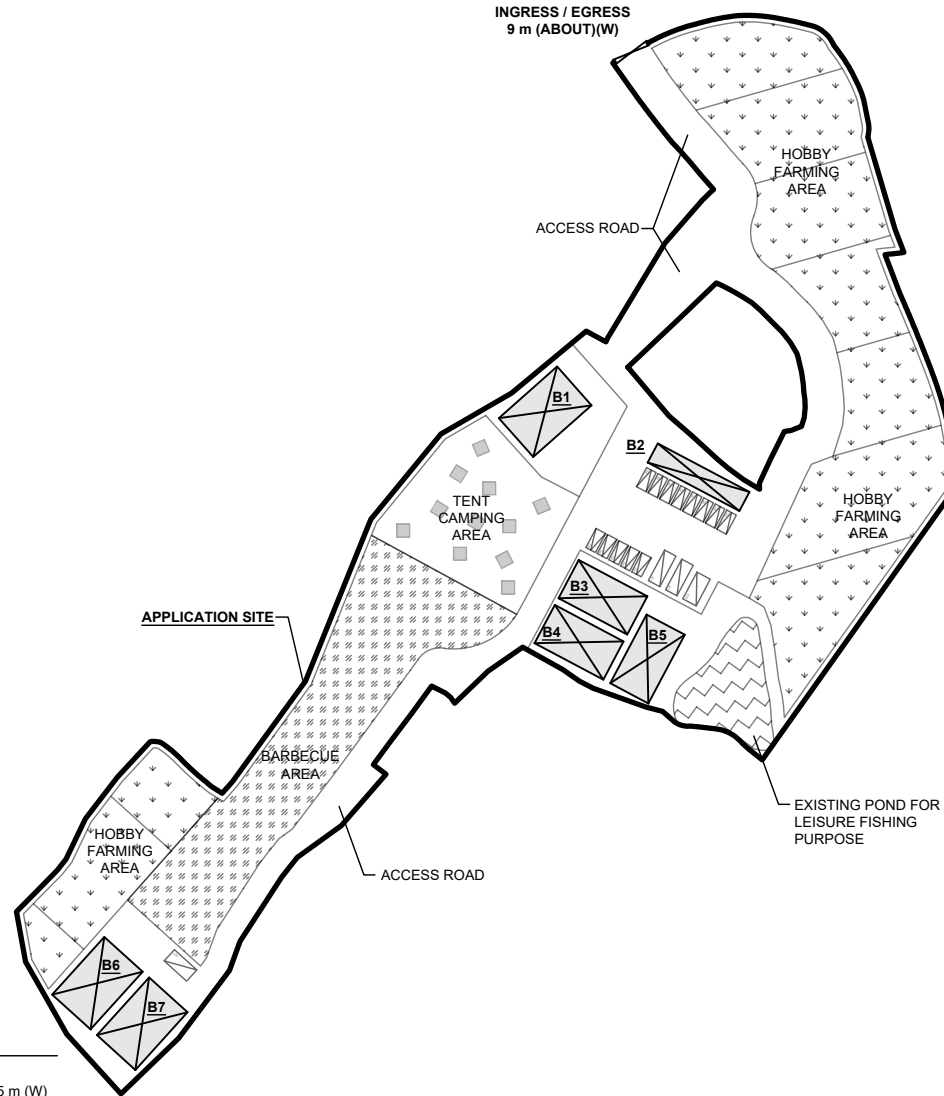 INGRESS / EGRESS
9 m (ABOUT)(W)
HOBBY
FARMING
AREA
ACCESS ROAD
B1
B2
TENT
CAMPING
AREA
HOBBY
FARMING
AREA
B3
B4
B5
APPLICATION SITE
BARBECUE
AREA
EXISTING POND FOR
LEISURE FISHING
PURPOSE
HOBBY
FARMING
AREA
ACCESS ROAD
B6
B7
5 m (W)